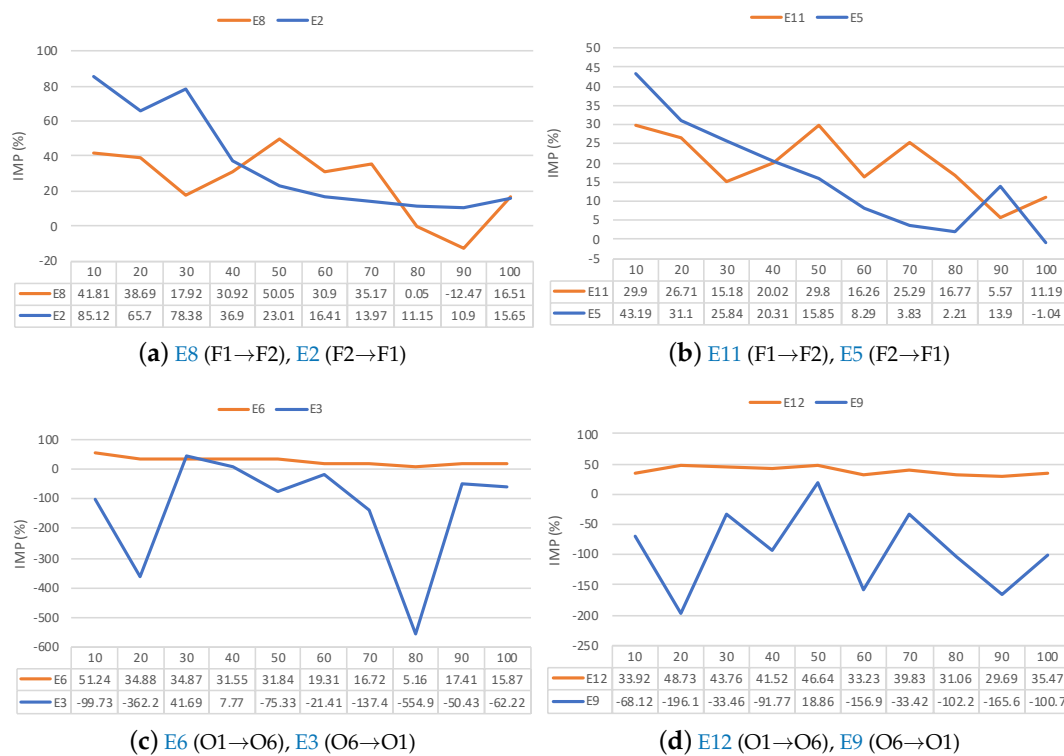 E8 E2
100
80
60
40
20
0
-20
IMP (%)
10 20 30 40 50 60 70 80 90 100
E8 41.81 38.69 17.92 30.92 50.05 30.9 35.17 0.05 -12.47 16.51
E2 85.12 65.7 78.38 36.9 23.01 16.41 13.97 11.15 10.9 15.65
(a) E8 (F1→F2), E2 (F2→F1)
E11 E5
50
45
40
35
30
25
20
15
10
5
0
-5
IMP (%)
10 20 30 40 50 60 70 80 90 100
E11 29.9 26.71 15.18 20.02 29.8 16.26 25.29 16.77 5.57 11.19
E5 43.19 31.1 25.84 20.31 15.85 8.29 3.83 2.21 13.9 -1.04
(b) E11 (F1→F2), E5 (F2→F1)
E6 E3
100
0
-100
-200
-300
-400
-500
-600
IMP (%)
10 20 30 40 50 60 70 80 90 100
E6 51.24 34.88 34.87 31.55 31.84 19.31 16.72 5.16 17.41 15.87
E3 -99.73 -362.2 41.69 7.77 -75.33 -21.41 -137.4 -554.9 -50.43 -62.22
(c) E6 (O1→O6), E3 (O6→O1)
E12 E9
100
50
0
-50
-100
-150
-200
-250
IMP (%)
10 20 30 40 50 60 70 80 90 100
E12 33.92 48.73 43.76 41.52 46.64 33.23 39.83 31.06 29.69 35.47
E9 -68.12 -196.1 -33.46 -91.77 18.86 -156.9 -33.42 -102.2 -165.6 -100.7
(d) E12 (O1→O6), E9 (O6→O1)